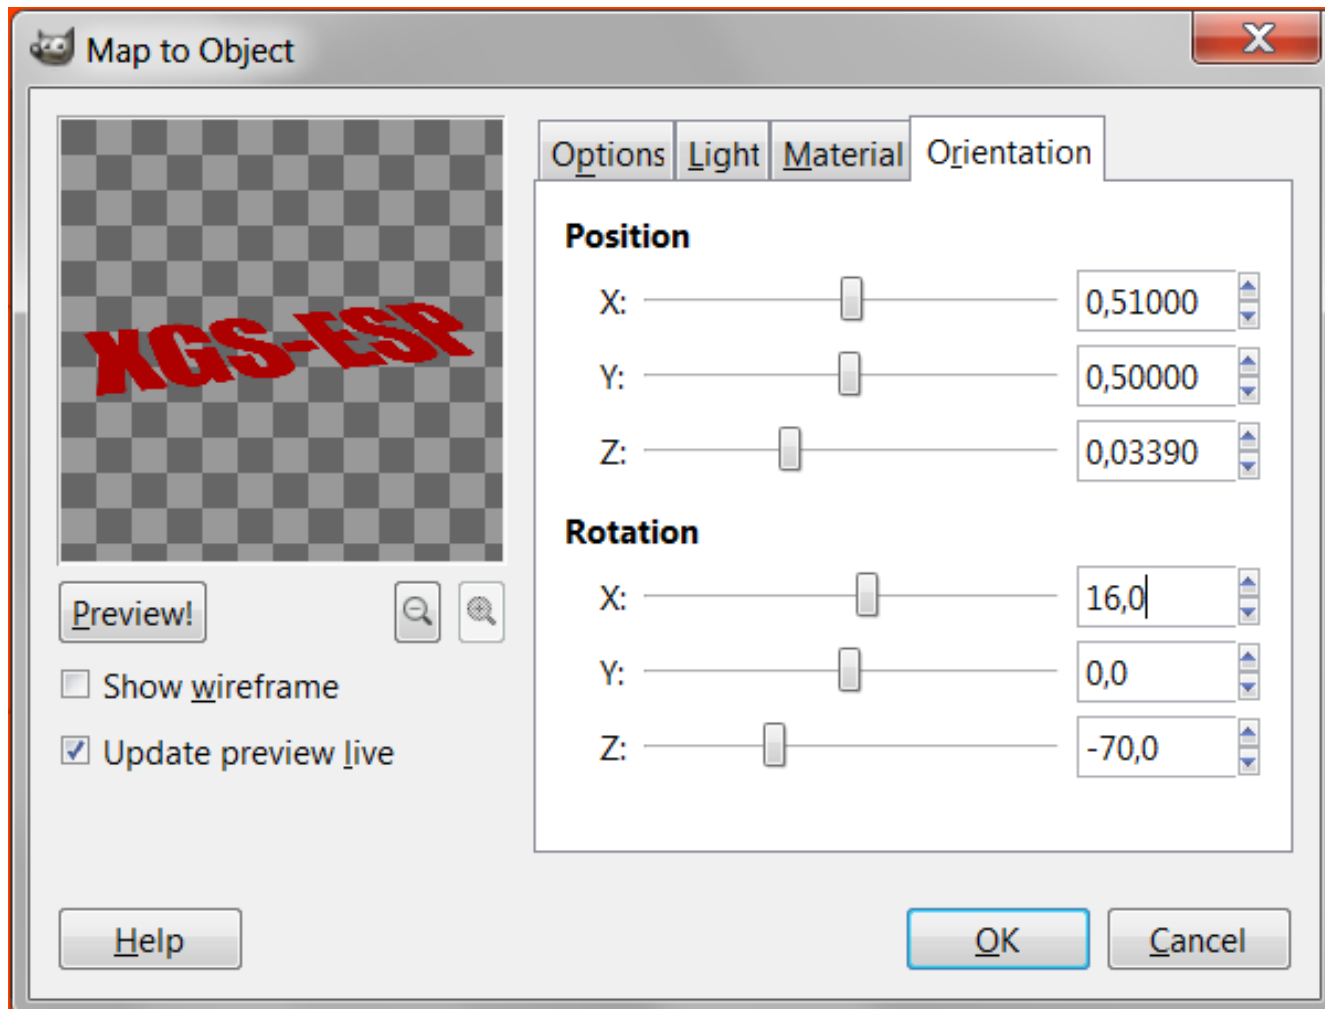 Map to Object
XGS-ESP
Preview!
Show wireframe
Update preview live
Options Light Material Orientation
Position
X: 0,51000
Y: 0,50000
Z: 0,03390
Rotation
X: 16,0
Y: 0,0
Z: -70,0
Help OK Cancel